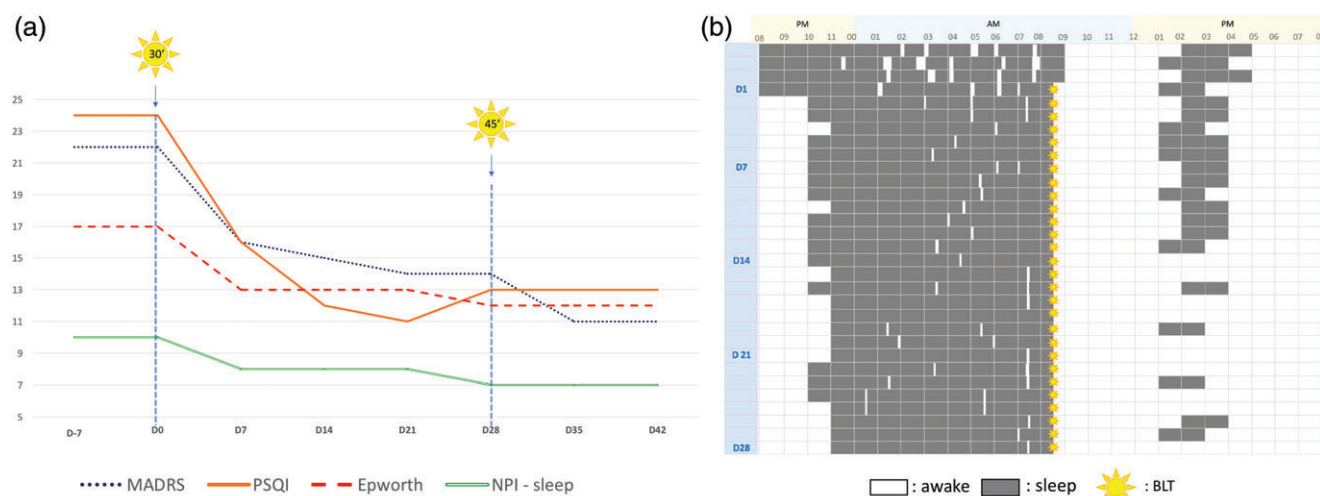 (a)
30'
45'
25
23
21
19
17
15
13
11
9
7
5
D-7 D0 D7 D14 D21 D28 D35 D42
MADRS PSQI Epworth NPI - sleep
(b)
PM AM PM
08 09 10 11 00 01 02 03 04 05 06 07 08 09 10 11 12 01 02 03 04 05 06 07
D1
D7
D14
D 21
D28
: awake : sleep : BLT